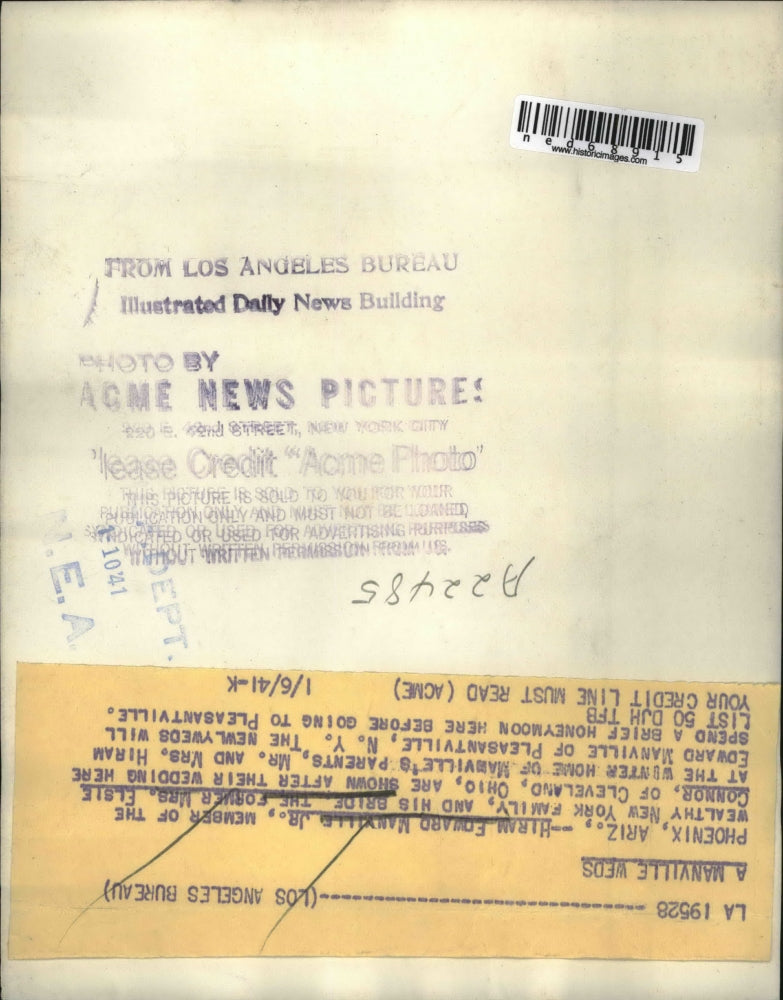 ned68915
www.historicimages.com
FROM LOS ANGELES BUREAU
Illustrated Daily News Building
PHOTO BY
ACME NEWS PICTURES
220 E. 42nd STREET, NEW YORK CITY
Please Credit "Acme Photo"
THIS PICTURE IS SOLD TO YOU FOR YOUR
PUBLICATION ONLY AND MUST NOT BE LOANED,
SYNDICATED OR USED FOR ADVERTISING PURPOSES
WITHOUT WRITTEN PERMISSION FROM US.
N.E.A.
1041
DEPT.
A22485
LA 19528 ----------------------------(LOS ANGELES BUREAU)
A MANVILLE WEDS
PHOENIX, ARIZ., --HIRAM EDWARD MANVILLE JR., MEMBER OF THE
WEALTHY NEW YORK FAMILY, AND HIS BRIDE THE FORMER MRS. ELSIE
CONNOR, OF CLEVELAND, OHIO, ARE SHOWN AFTER THEIR WEDDING HERE
AT THE WINTER HOME OF MANVILLE'S PARENTS, MR. AND MRS. HIRAM
EDWARD MANVILLE OF PLEASANTVILLE, N. Y. THE NEWLYWEDS WILL
SPEND A BRIEF HONEYMOON HERE BEFORE GOING TO PLEASANTVILLE.
LIST 50 DJH TFB
YOUR CREDIT LINE MUST READ (ACME) 1/6/41-K